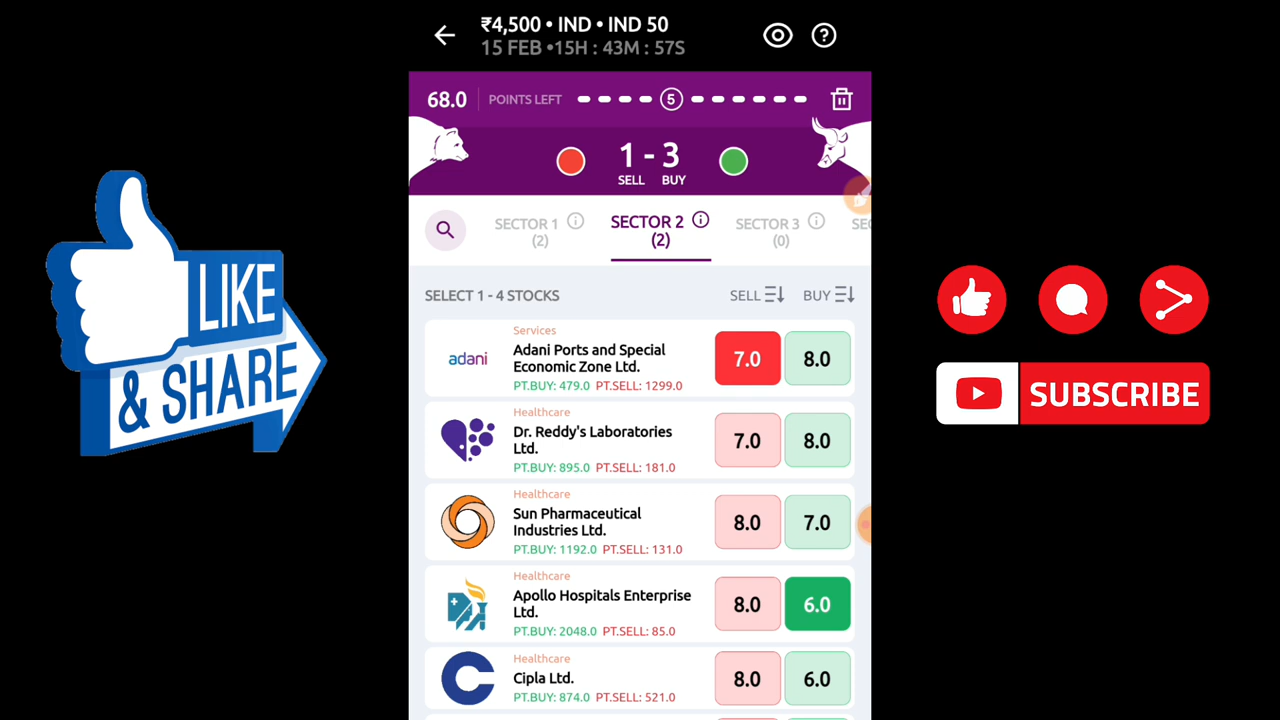 ₹4,500 • IND • IND 50
15 FEB •15H : 43M : 57S
68.0 POINTS LEFT 5
1 - 3
SELL BUY
SECTOR 1 (2)
SECTOR 2 (2)
SECTOR 3 (0)
SEC
SELECT 1 - 4 STOCKS SELL BUY
Services
adani
Adani Ports and Special
Economic Zone Ltd.
PT.BUY: 479.0 PT.SELL: 1299.0
7.0 8.0
Healthcare
Dr. Reddy's Laboratories
Ltd.
PT.BUY: 895.0 PT.SELL: 181.0
7.0 8.0
Healthcare
Sun Pharmaceutical
Industries Ltd.
PT.BUY: 1192.0 PT.SELL: 131.0
8.0 7.0
Healthcare
Apollo Hospitals Enterprise
Ltd.
PT.BUY: 2048.0 PT.SELL: 85.0
8.0 6.0
Healthcare
Cipla Ltd.
PT.BUY: 874.0 PT.SELL: 521.0
8.0 6.0
LIKE
& SHARE
SUBSCRIBE